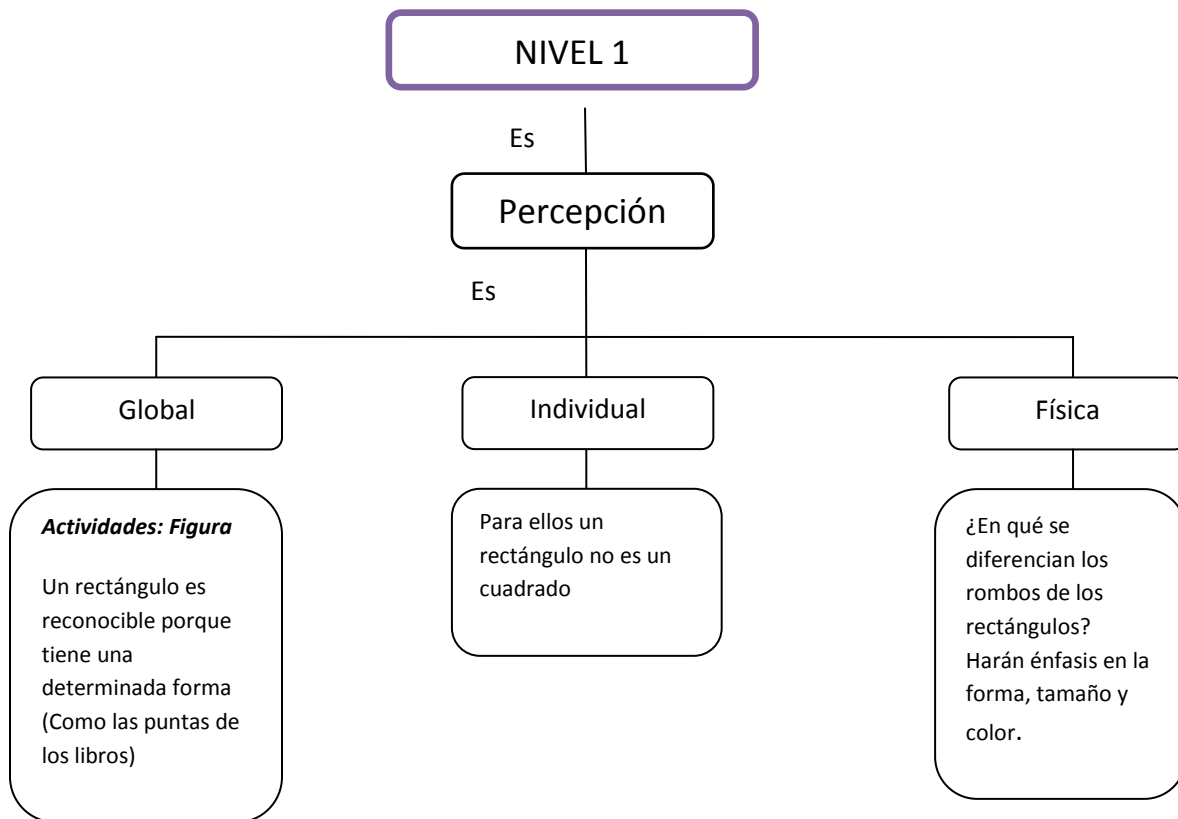 NIVEL 1
Es
Percepción
Es
Global
Individual
Física
Actividades: Figura
Un rectángulo es
reconocible porque
tiene una
determinada forma
(Como las puntas de
los libros)
Para ellos un
rectángulo no es un
cuadrado
¿En qué se
diferencian los
rombos de los
rectángulos?
Harán énfasis en la
forma, tamaño y
color.